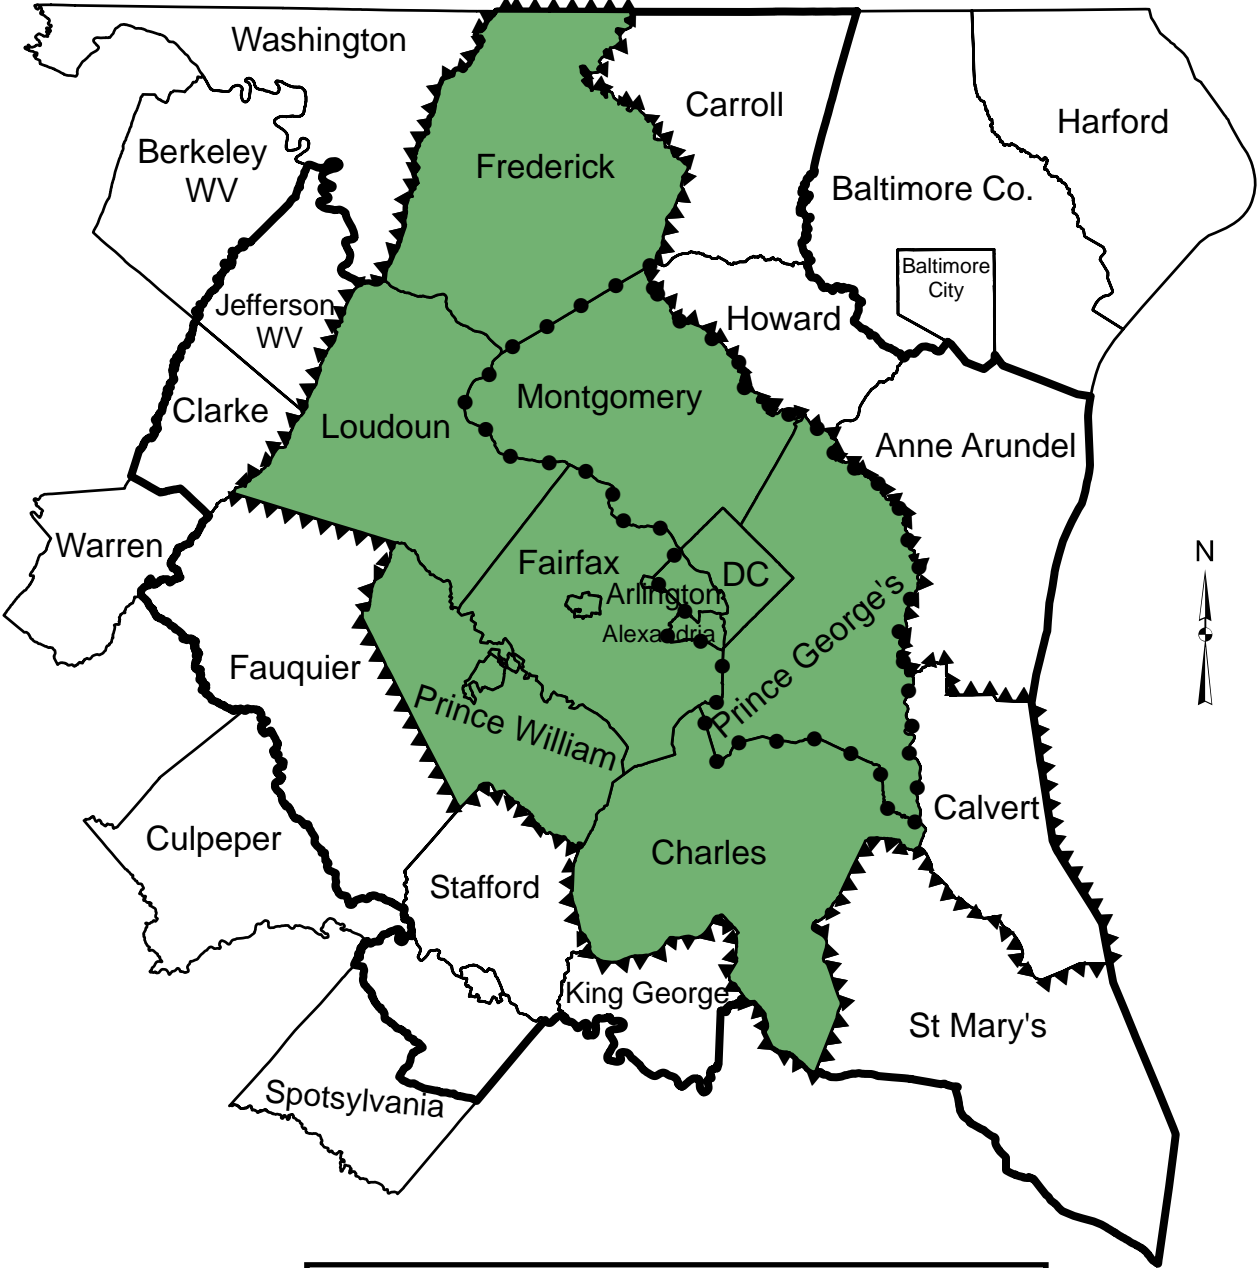 Washington
Carroll
Harford
Berkeley
WV
Frederick
Baltimore Co.
Baltimore
City
Jefferson
WV
Howard
Montgomery
Clarke
Loudoun
Anne Arundel
Warren
N
Fairfax
DC
Arlington
Alexandria
Prince George's
Fauquier
Prince William
Calvert
Culpeper
Charles
Stafford
King George
St Mary's
Spotsylvania